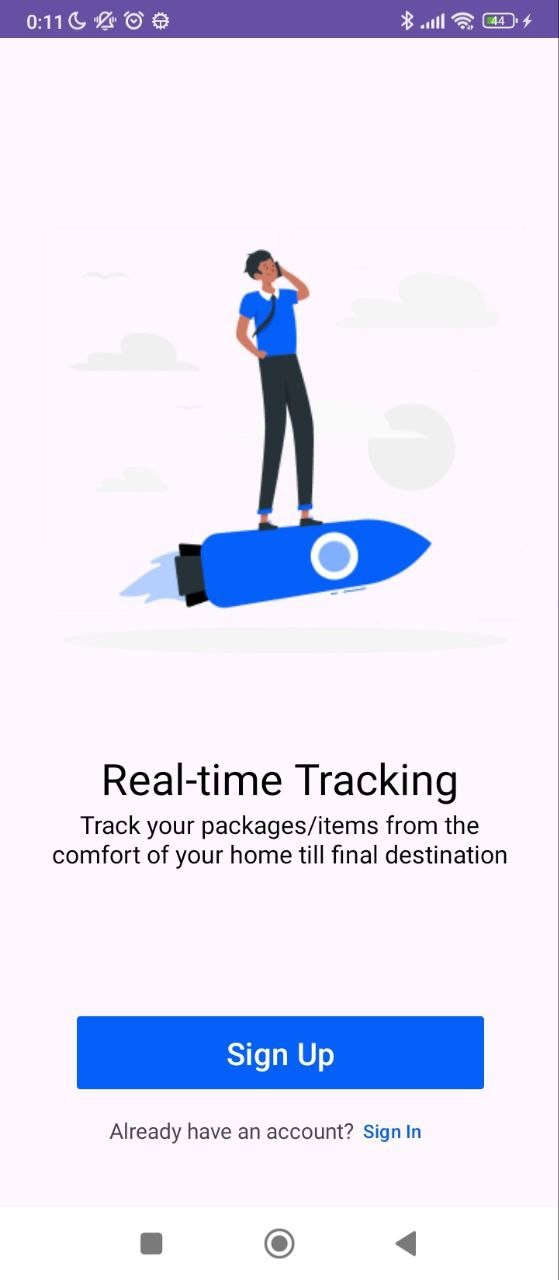 0:11
44
Real-time Tracking
Track your packages/items from the
comfort of your home till final destination
Sign Up
Already have an account? Sign In